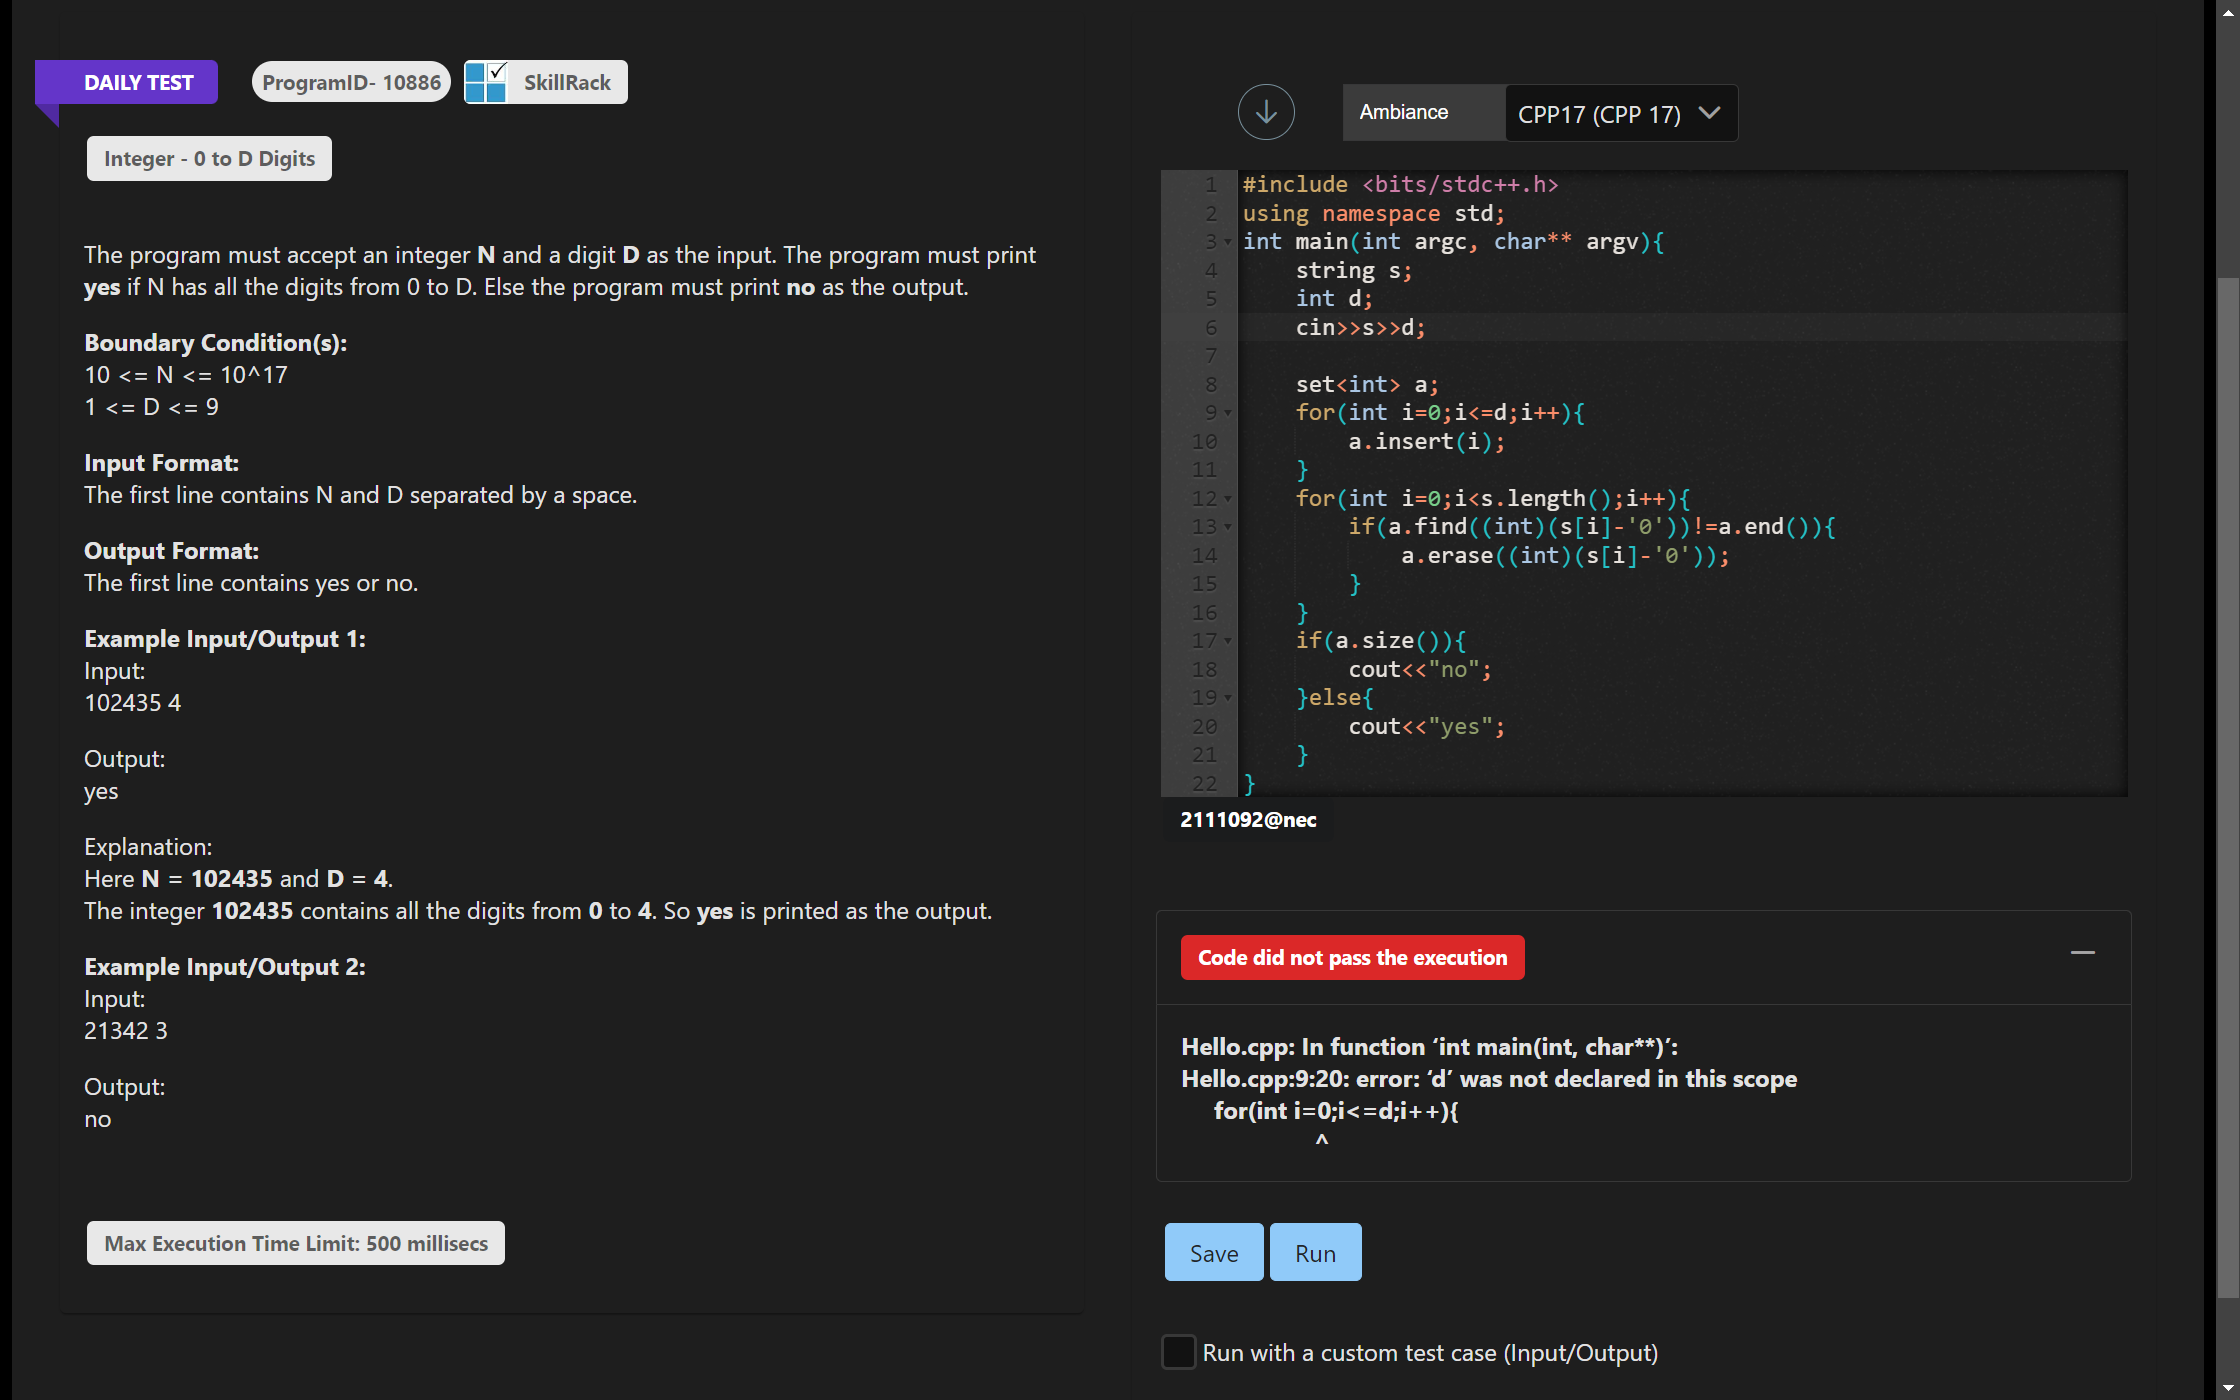 DAILY TEST
ProgramID- 10886
SkillRack
Integer - 0 to D Digits
The program must accept an integer N and a digit D as the input. The program must print
yes if N has all the digits from 0 to D. Else the program must print no as the output.
Boundary Condition(s):
10 <= N <= 10^17
1 <= D <= 9
Input Format:
The first line contains N and D separated by a space.
Output Format:
The first line contains yes or no.
Example Input/Output 1:
Input:
102435 4
Output:
yes
Explanation:
Here N = 102435 and D = 4.
The integer 102435 contains all the digits from 0 to 4. So yes is printed as the output.
Example Input/Output 2:
Input:
21342 3
Output:
no
Max Execution Time Limit: 500 millisecs
Ambiance
CPP17 (CPP 17)
1 #include <bits/stdc++.h>
2 using namespace std;
3 int main(int argc, char** argv){
4     string s;
5     int d;
6     cin>>s>>d;
7
8     set<int> a;
9     for(int i=0;i<=d;i++){
10         a.insert(i);
11     }
12     for(int i=0;i<s.length();i++){
13         if(a.find((int)(s[i]-'0'))!=a.end()){
14             a.erase((int)(s[i]-'0'));
15         }
16     }
17     if(a.size()){
18         cout<<"no";
19     }else{
20         cout<<"yes";
21     }
22 }
2111092@nec
Code did not pass the execution
Hello.cpp: In function ‘int main(int, char**)’:
Hello.cpp:9:20: error: ‘d’ was not declared in this scope
for(int i=0;i<=d;i++){
^
Save
Run
Run with a custom test case (Input/Output)